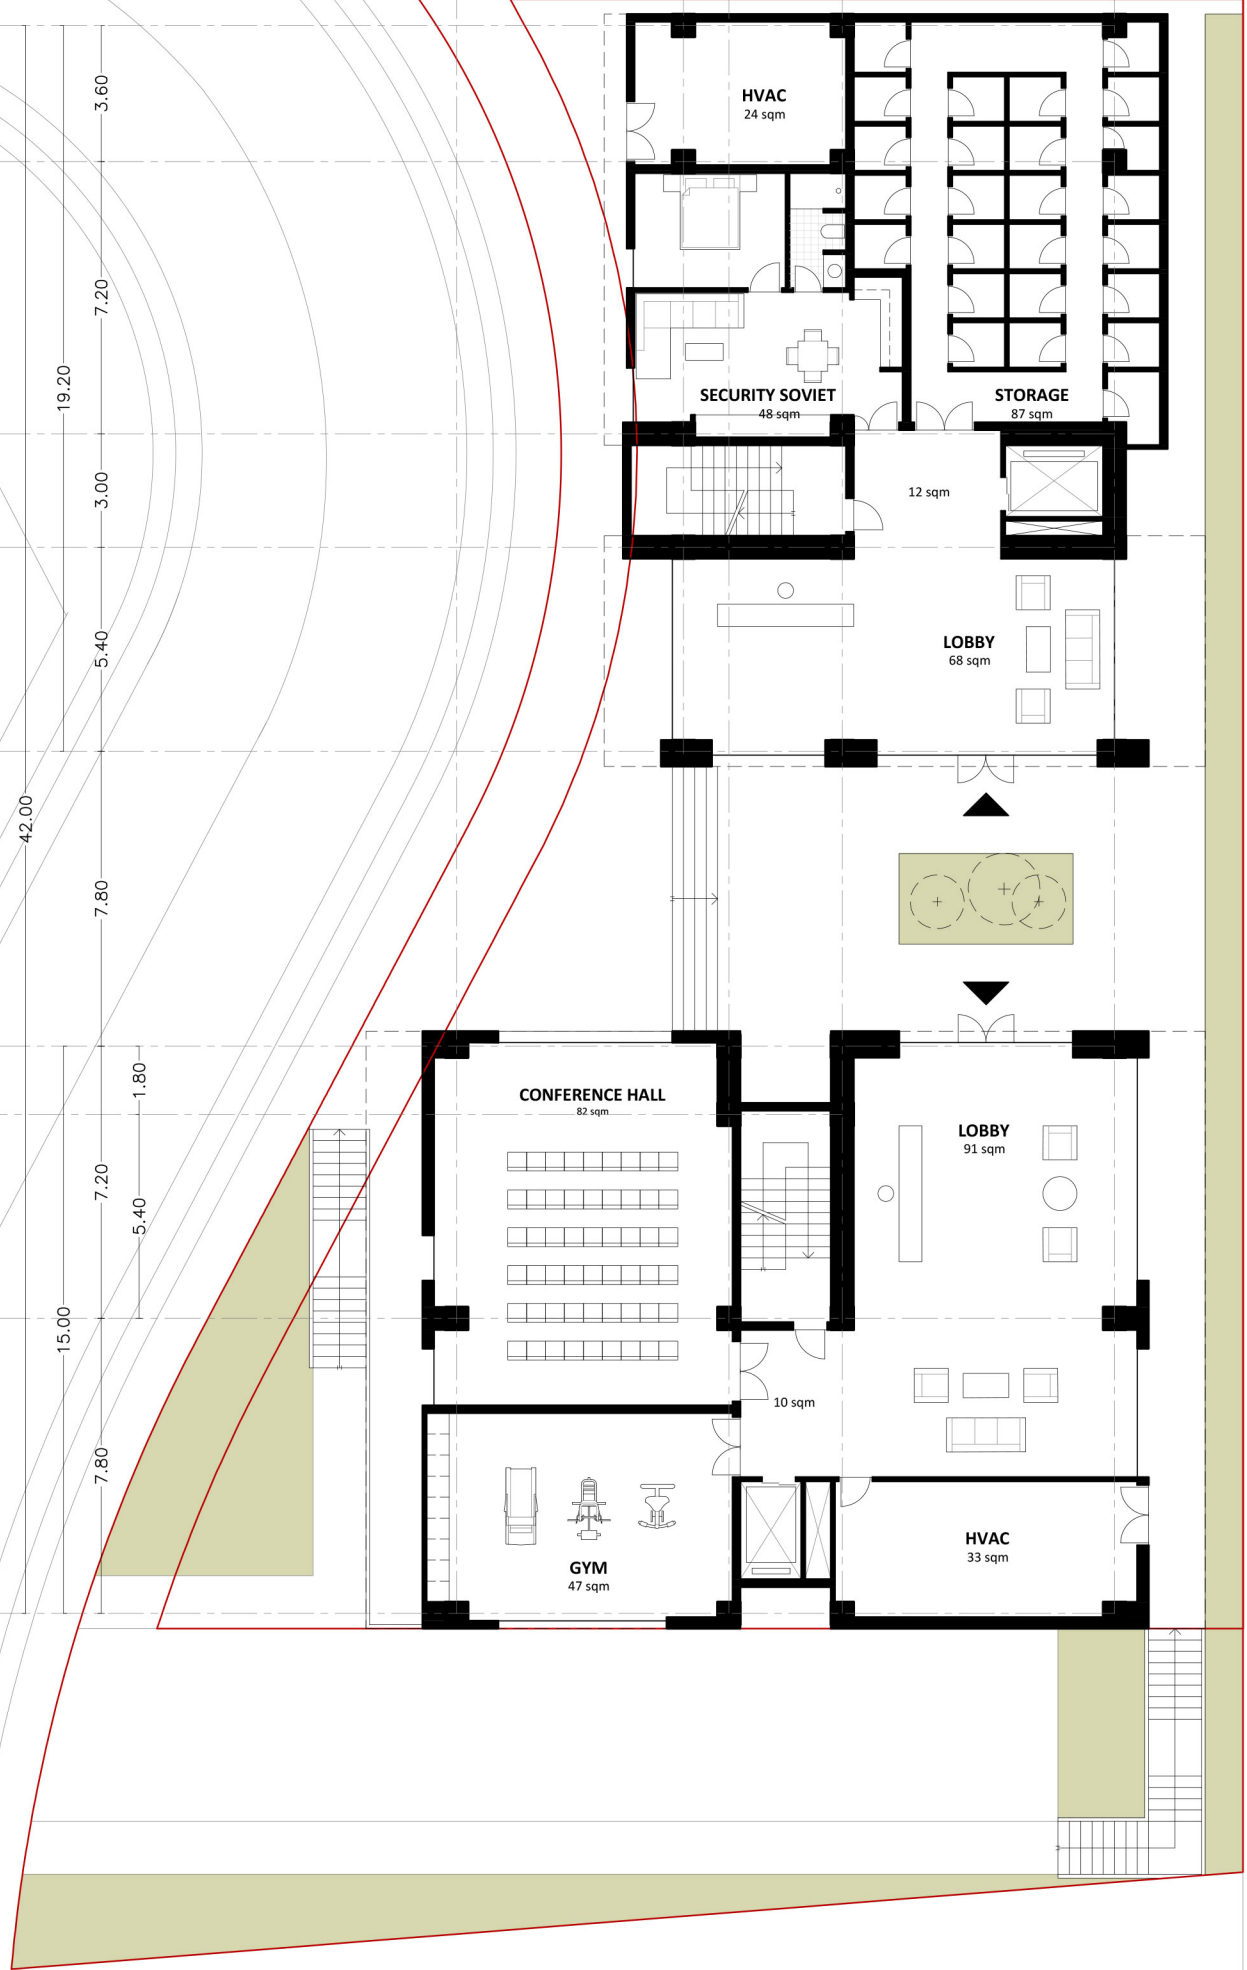 3.60
HVAC
24 sqm
7.20
19.20
SECURITY SOVIET
48 sqm
STORAGE
87 sqm
3.00
12 sqm
5.40
LOBBY
68 sqm
42.00
7.80
1.80
CONFERENCE HALL
82 sqm
LOBBY
91 sqm
7.20
5.40
15.00
10 sqm
7.80
HVAC
33 sqm
GYM
47 sqm